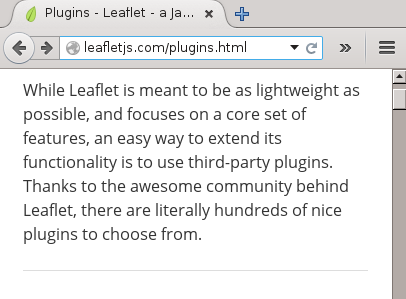 Plugins - Leaflet - a Ja...
leafletjs.com/plugins.html
While Leaflet is meant to be as lightweight as
possible, and focuses on a core set of
features, an easy way to extend its
functionality is to use third-party plugins.
Thanks to the awesome community behind
Leaflet, there are literally hundreds of nice
plugins to choose from.